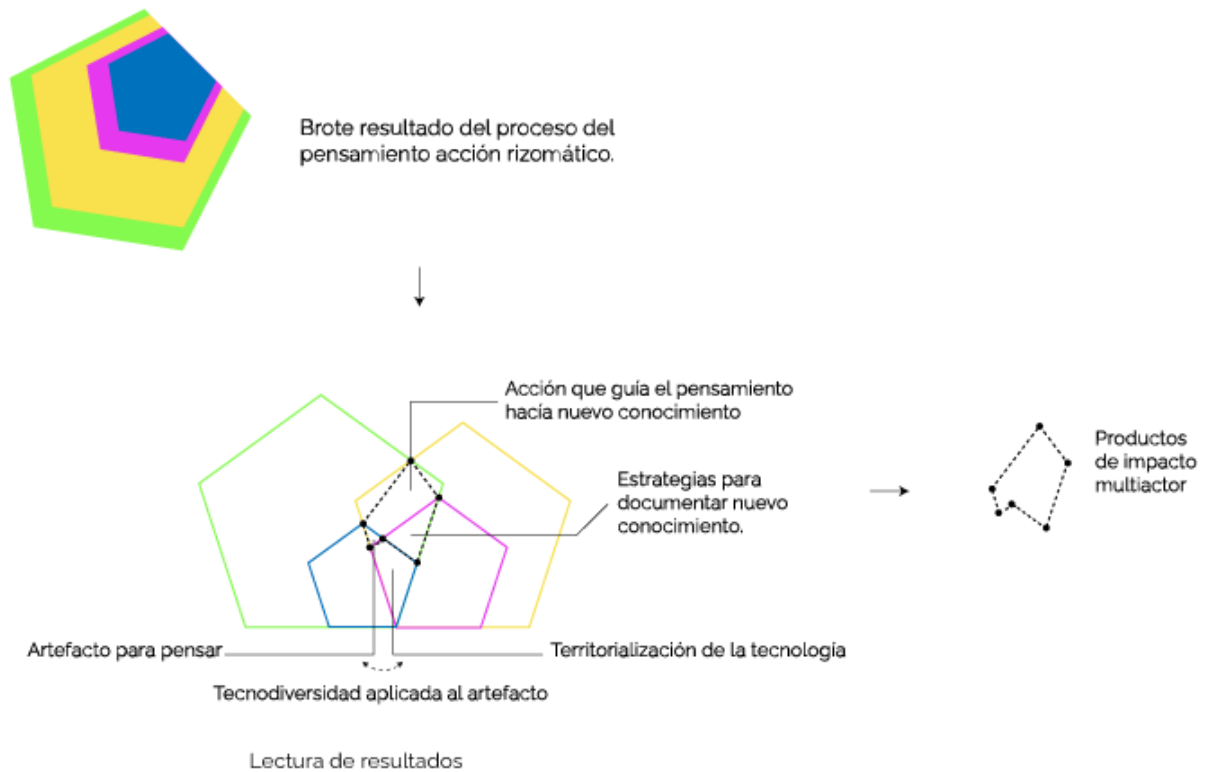 Brote resultado del proceso del
pensamiento acción rizomático.
Acción que guía el pensamiento
hacía nuevo conocimiento
Estrategias para
documentar nuevo
conocimiento.
Productos
de impacto
multiactor
Artefacto para pensar
Territorialización de la tecnología
Tecnodiversidad aplicada al artefacto
Lectura de resultados